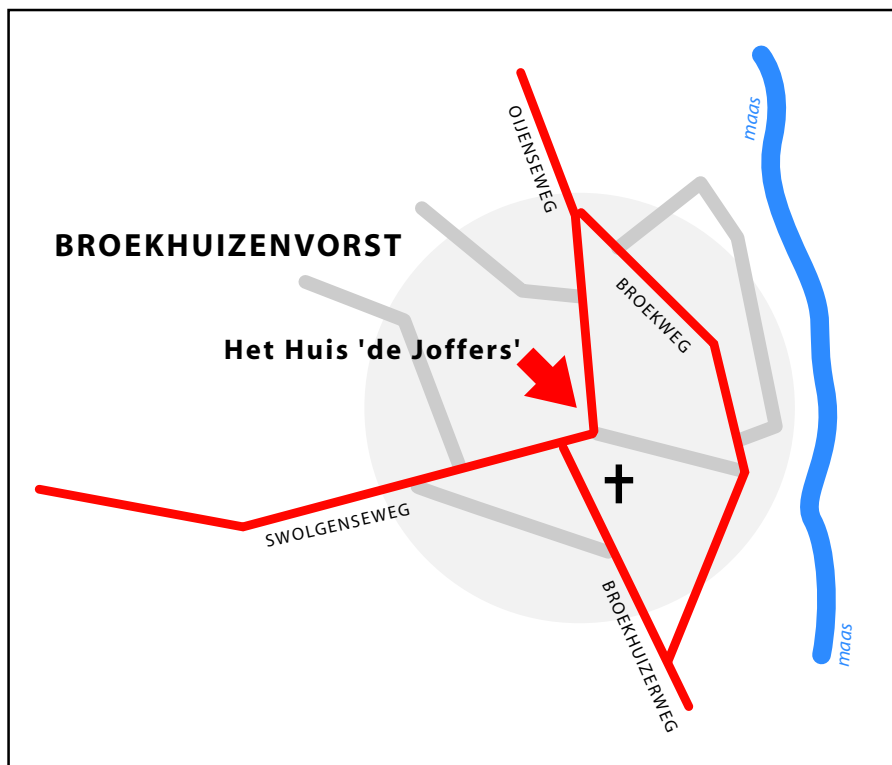 maas
OIJENSEWEG
BROEKHUIZENVORST
BROEKWEG
Het Huis 'de Joffers'
SWOLGENSEWEG
BROEKHUIZERWEG
maas